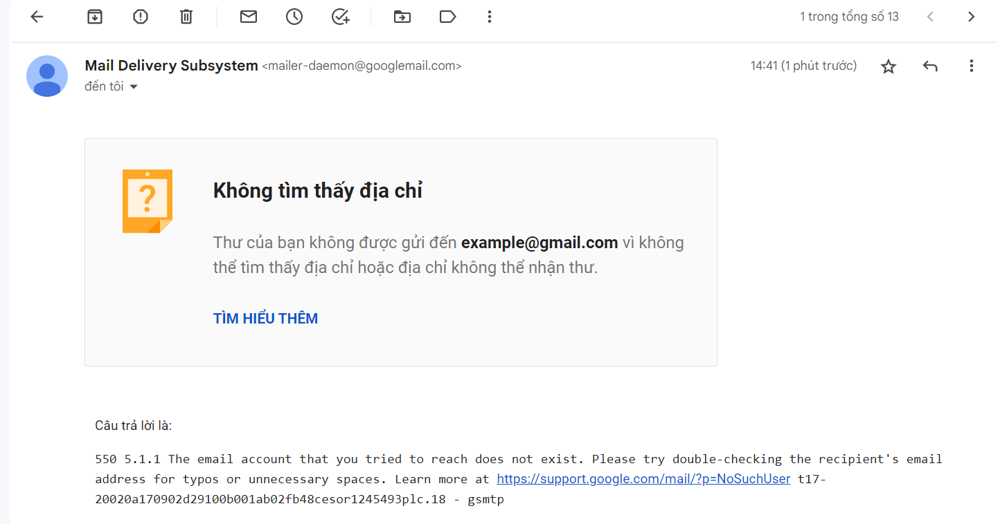 1 trong tổng số 13
Mail Delivery Subsystem <mailer-daemon@googlemail.com>
14:41 (1 phút trước)
đến tôi
?
Không tìm thấy địa chỉ
Thư của bạn không được gửi đến example@gmail.com vì không
thể tìm thấy địa chỉ hoặc địa chỉ không thể nhận thư.
TÌM HIỂU THÊM
Câu trả lời là:
550 5.1.1 The email account that you tried to reach does not exist. Please try double-checking the recipient's email
address for typos or unnecessary spaces. Learn more at https://support.google.com/mail/?p=NoSuchUser t17-
20020a170902d29100b001ab02fb48cesor1245493plc.18 - gsmtp